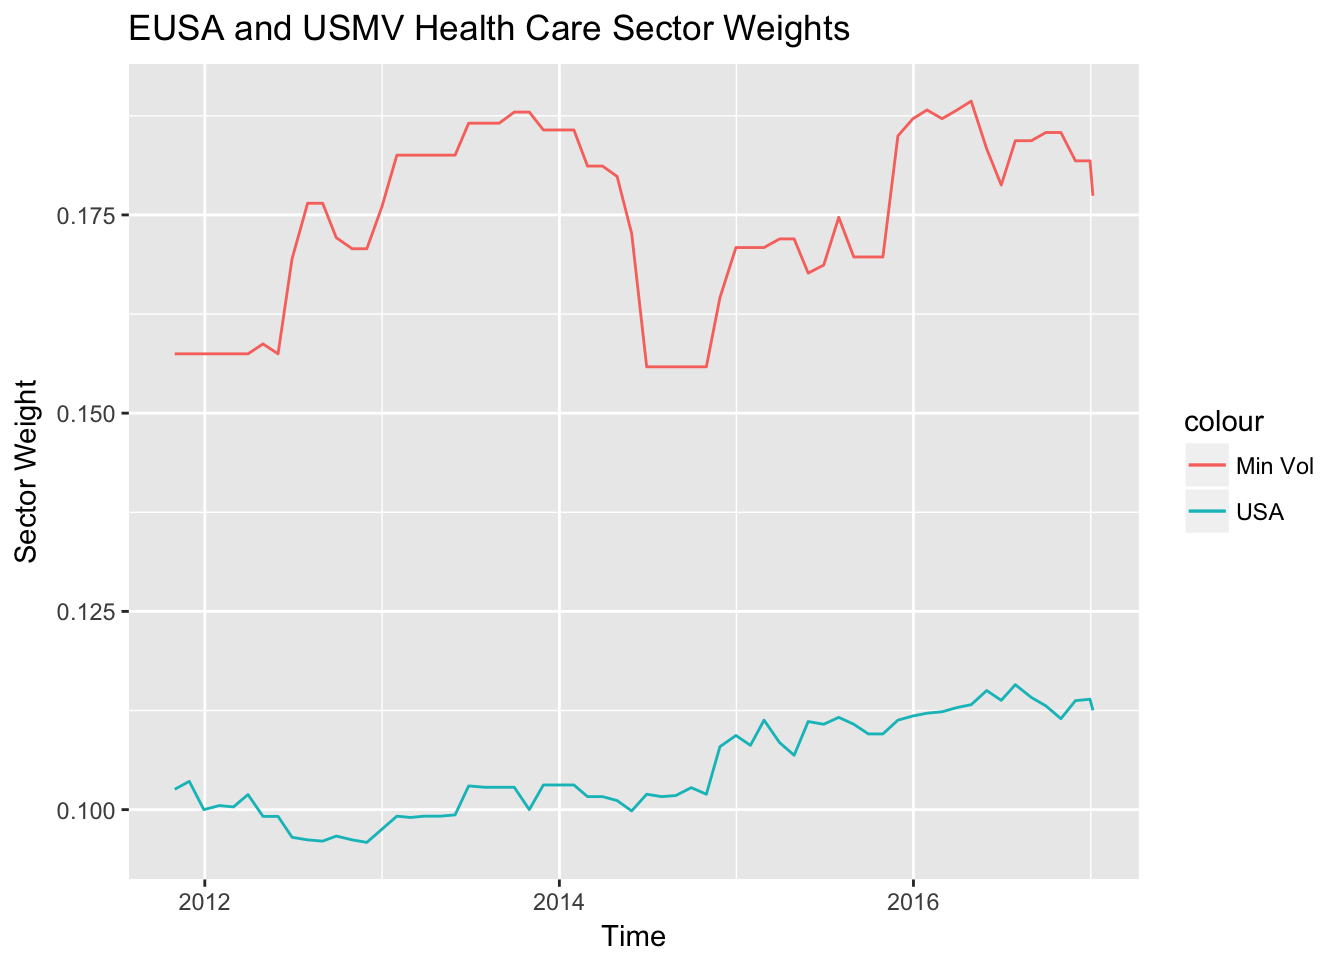 EUSA and USMV Health Care Sector Weights
Sector Weight
0.175
0.150
0.125
0.100
2012 2014 2016
Time
colour
Min Vol
USA